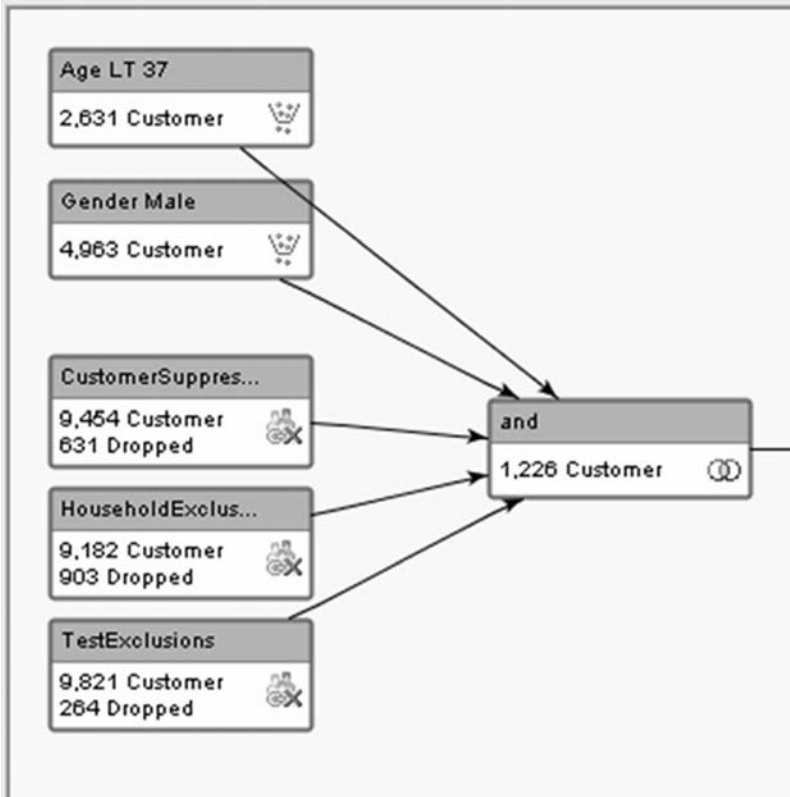 Age LT 37
2,631 Customer
Gender Male
4,963 Customer
CustomerSuppres...
9,454 Customer
631 Dropped
and
1,226 Customer
HouseholdExclus...
9,182 Customer
903 Dropped
TestExclusions
9,821 Customer
264 Dropped